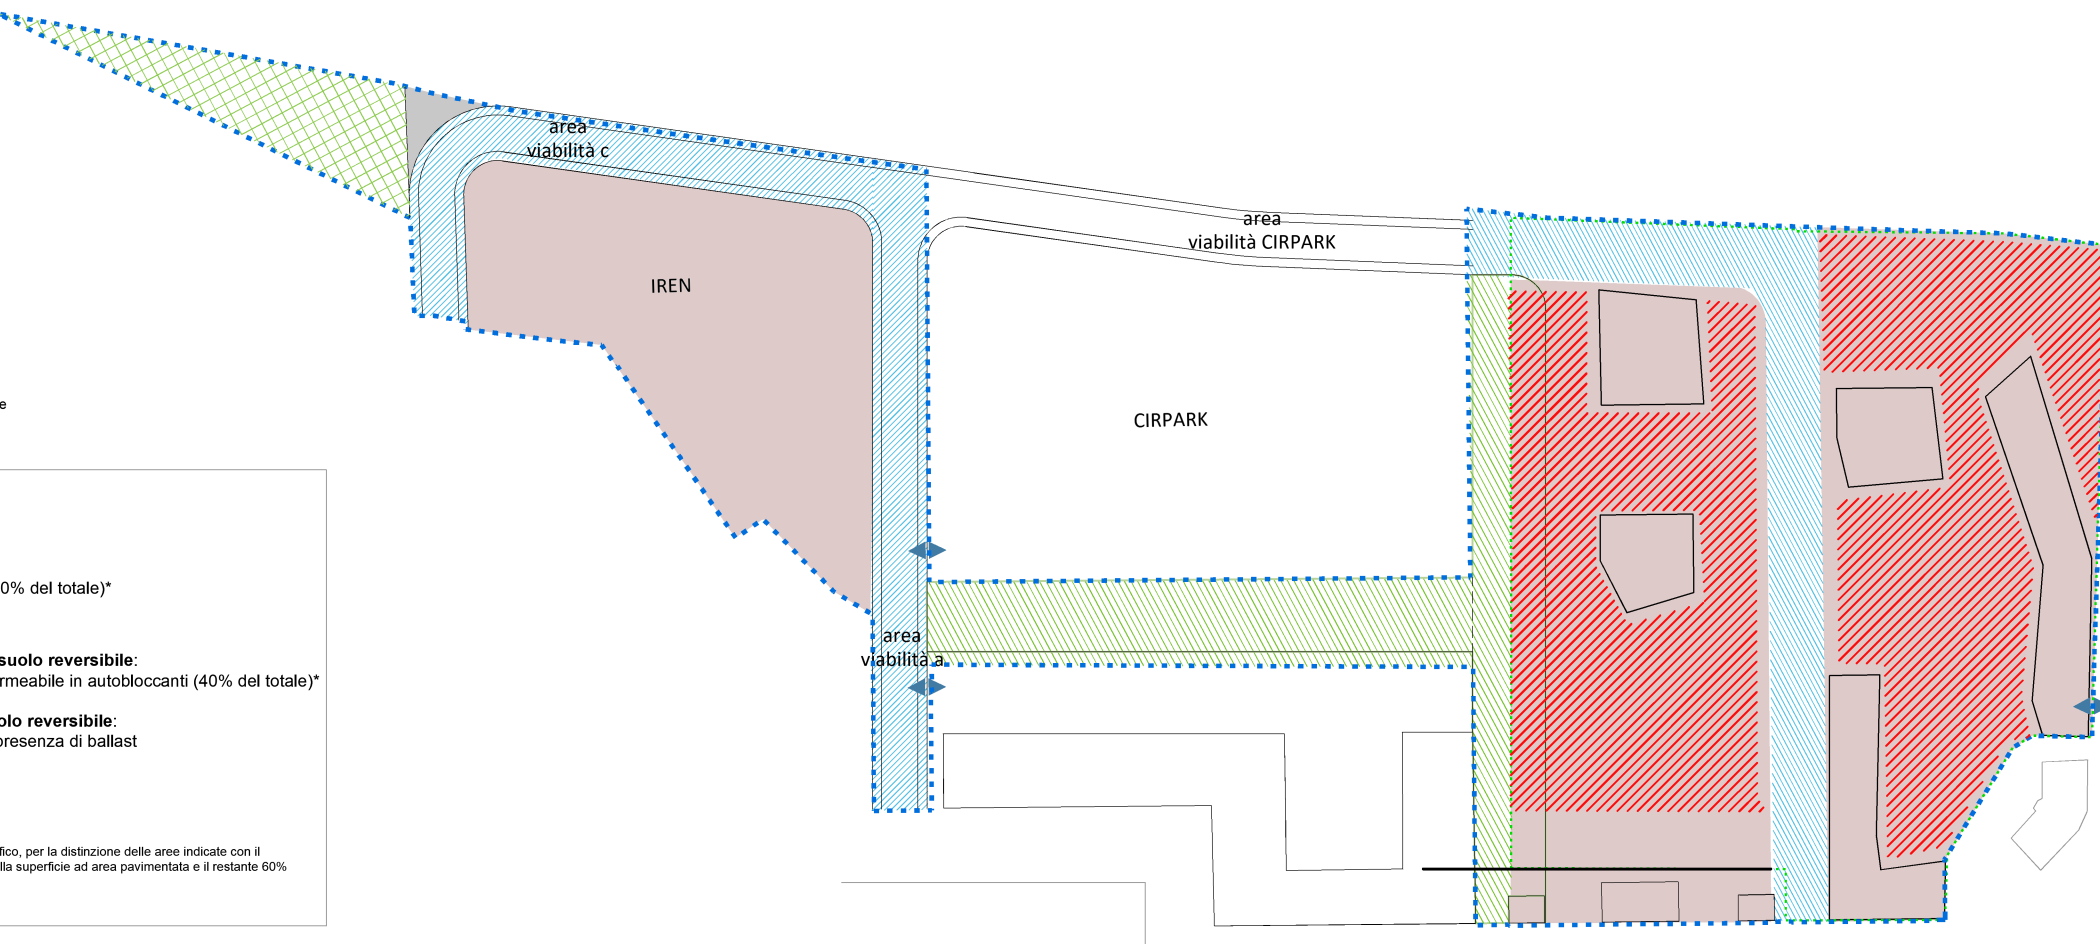 area
viabilità c
area
viabilità CIRPARK
IREN
CIRPARK
e
0% del totale)*
area
viabilità a
suolo reversibile:
rmeabile in autobloccanti (40% del totale)*
olo reversibile:
presenza di ballast
fico, per la distinzione delle aree indicate con il
lla superficie ad area pavimentata e il restante 60%